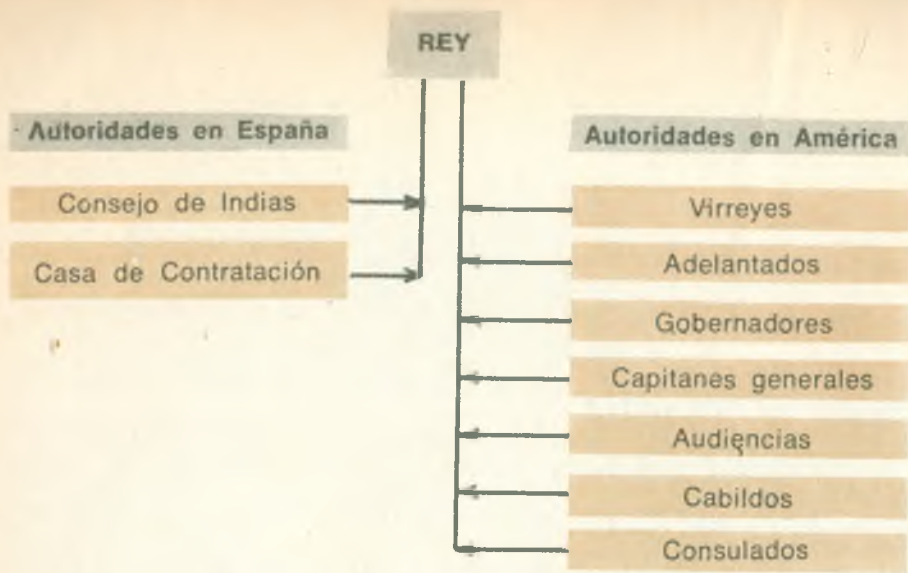 REY
Autoridades en España
Consejo de Indias
Casa de Contratación
Autoridades en América
Virreyes
Adelantados
Gobernadores
Capitanes generales
Audiencias
Cabildos
Consulados